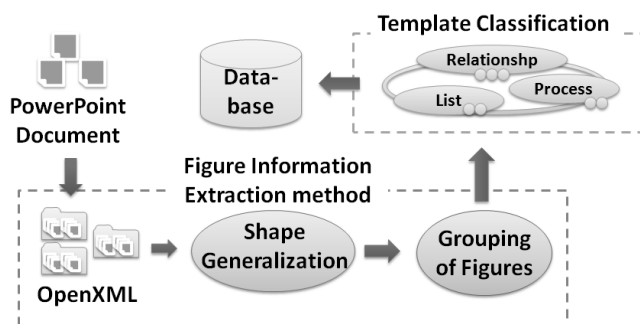 Template Classification
Relationshp
Process
List
Data-
base
PowerPoint
Document
Figure Information
Extraction method
OpenXML
Shape
Generalization
Grouping
of Figures